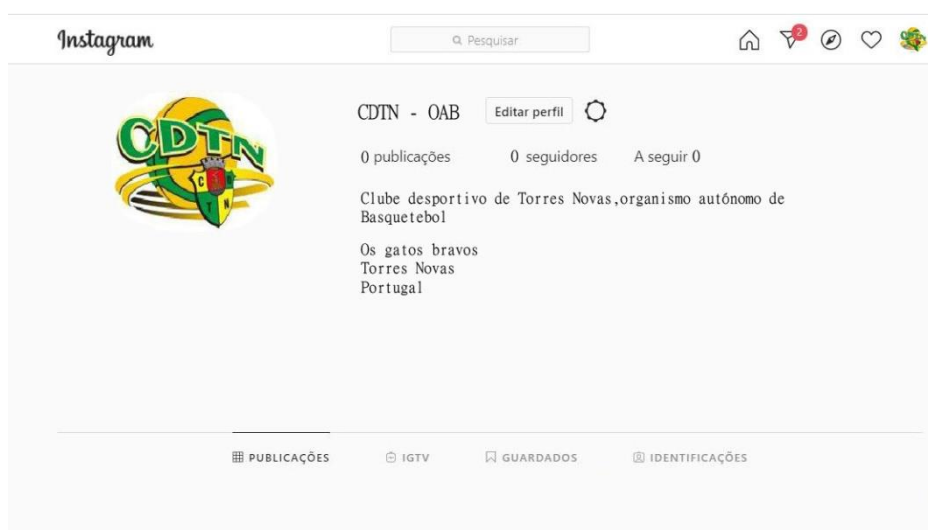 Instagram
Pesquisar
2
CDTN
C D
T N
CDTN - OAB Editar perfil
0 publicações 0 seguidores A seguir 0
Clube desportivo de Torres Novas,organismo autónomo de
Basquetebol
Os gatos bravos
Torres Novas
Portugal
PUBLICAÇÕES IGTV GUARDADOS IDENTIFICAÇÕES